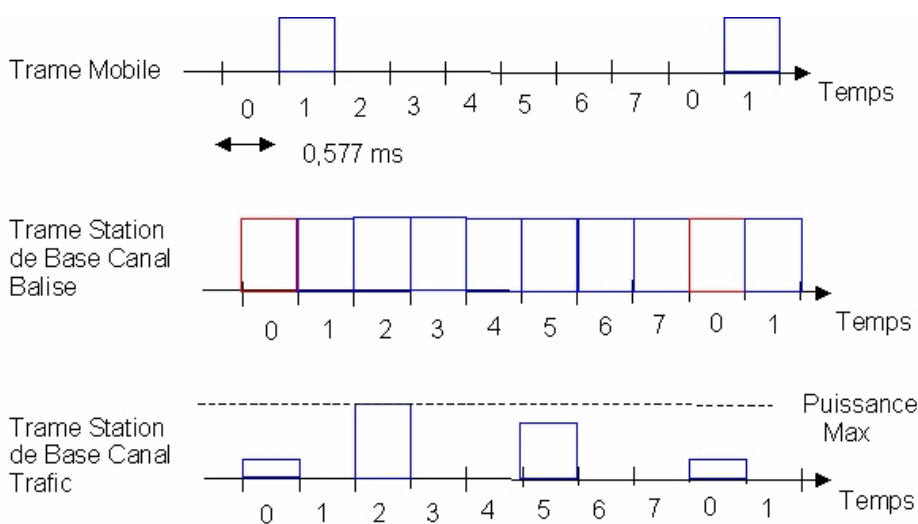 Trame Mobile
Temps
0 1 2 3 4 5 6 7 0 1
0,577 ms
Trame Station
de Base Canal
Balise
Temps
0 1 2 3 4 5 6 7 0 1
Puissance
Max
Trame Station
de Base Canal
Trafic
Temps
0 1 2 3 4 5 6 7 0 1